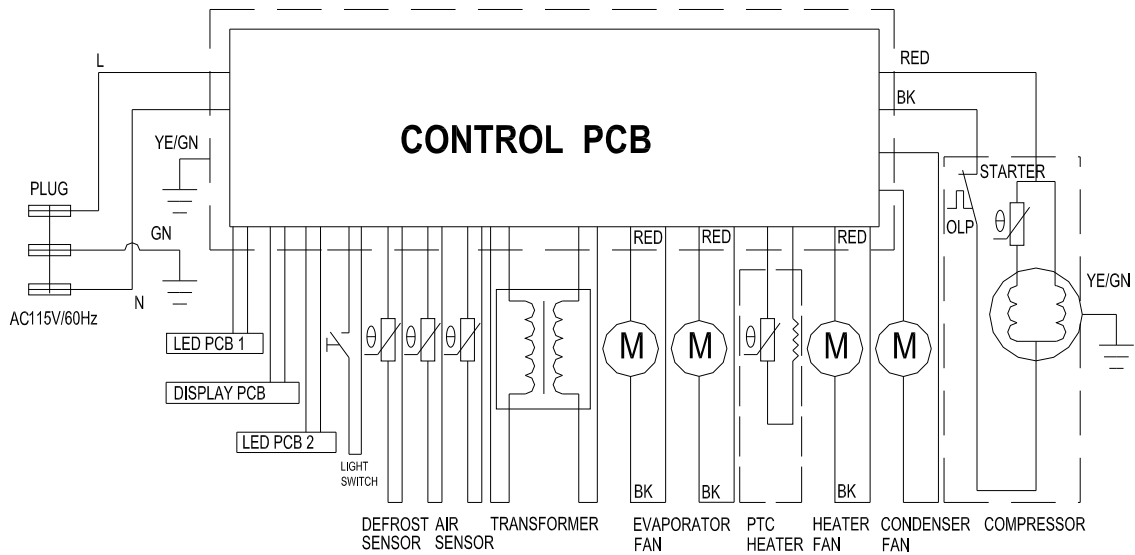 L
RED
BK
CONTROL PCB
YE/GN
STARTER
PLUG
θ
OLP
GN
RED
RED
RED
YE/GN
N
AC115V/60Hz
M
M
M
M
θ
θ
θ
θ
LED PCB 1
DISPLAY PCB
LED PCB 2
LIGHT
SWITCH
BK
BK
BK
DEFROST
SENSOR
AIR
SENSOR
TRANSFORMER
EVAPORATOR
FAN
PTC
HEATER
HEATER
FAN
CONDENSER
FAN
COMPRESSOR